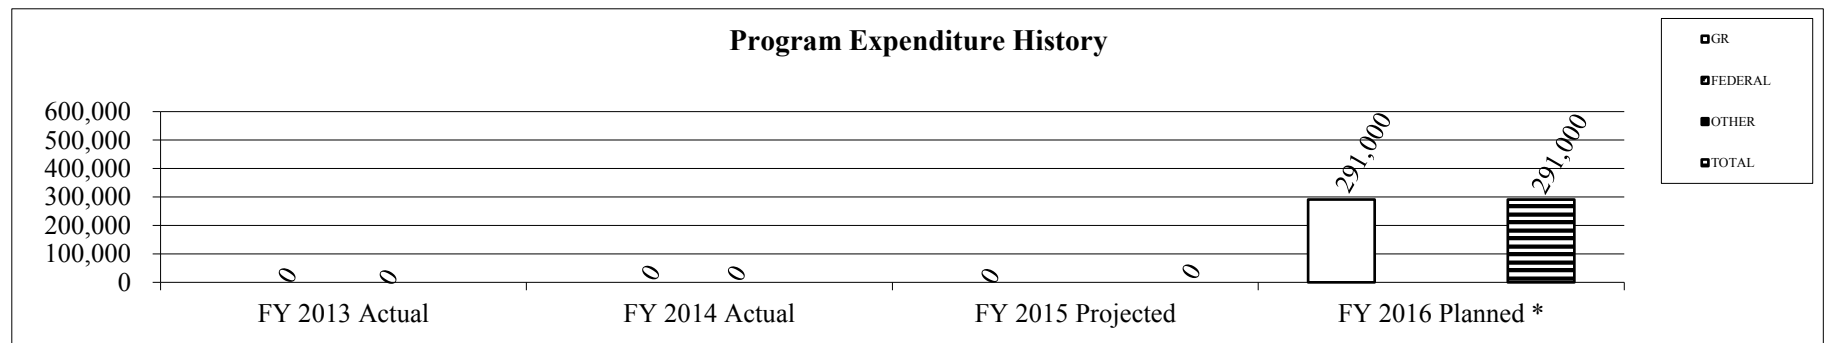 Program Expenditure History
GR
FEDERAL
OTHER
TOTAL
600,000
500,000
400,000
300,000
200,000
100,000
0
0
0
0
0
0
0
291,000
291,000
FY 2013 Actual
FY 2014 Actual
FY 2015 Projected
FY 2016 Planned *